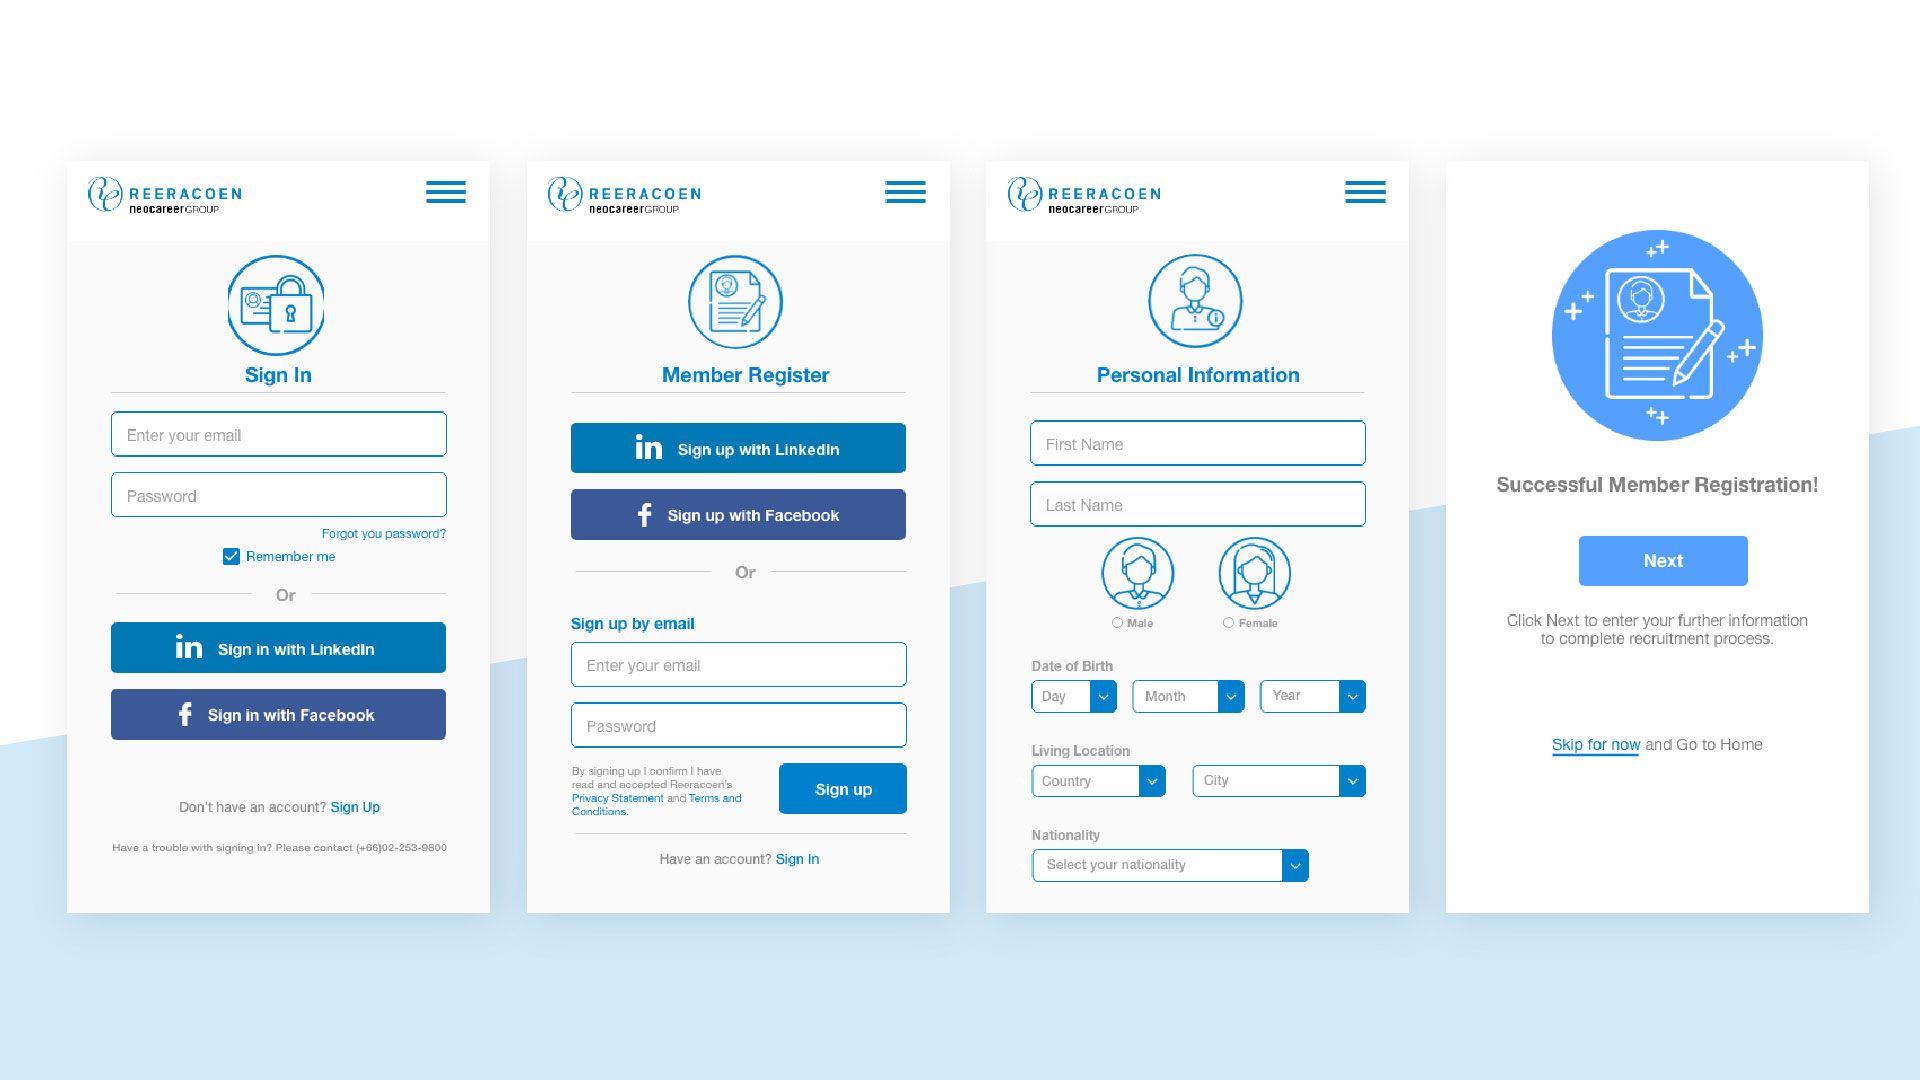 REERACOEN
neocareerGROUP
Sign In
Enter your email
Password
Forgot you password?
Remember me
Or
in Sign in with LinkedIn
f Sign in with Facebook
Don't have an account? Sign Up
Have a trouble with signing in? Please contact (+66)02-253-9800
REERACOEN
neocareerGROUP
Member Register
in Sign up with LinkedIn
f Sign up with Facebook
Or
Sign up by email
Enter your email
Password
By signing up I confirm I have
read and accepted Reeracoen's
Privacy Statement and Terms and
Conditions.
Sign up
Have an account? Sign In
REERACOEN
neocareerGROUP
Personal Information
First Name
Last Name
Male Female
Date of Birth
Day Month Year
Living Location
Country City
Nationality
Select your nationality
Successful Member Registration!
Next
Click Next to enter your further information
to complete recruitment process.
Skip for now and Go to Home